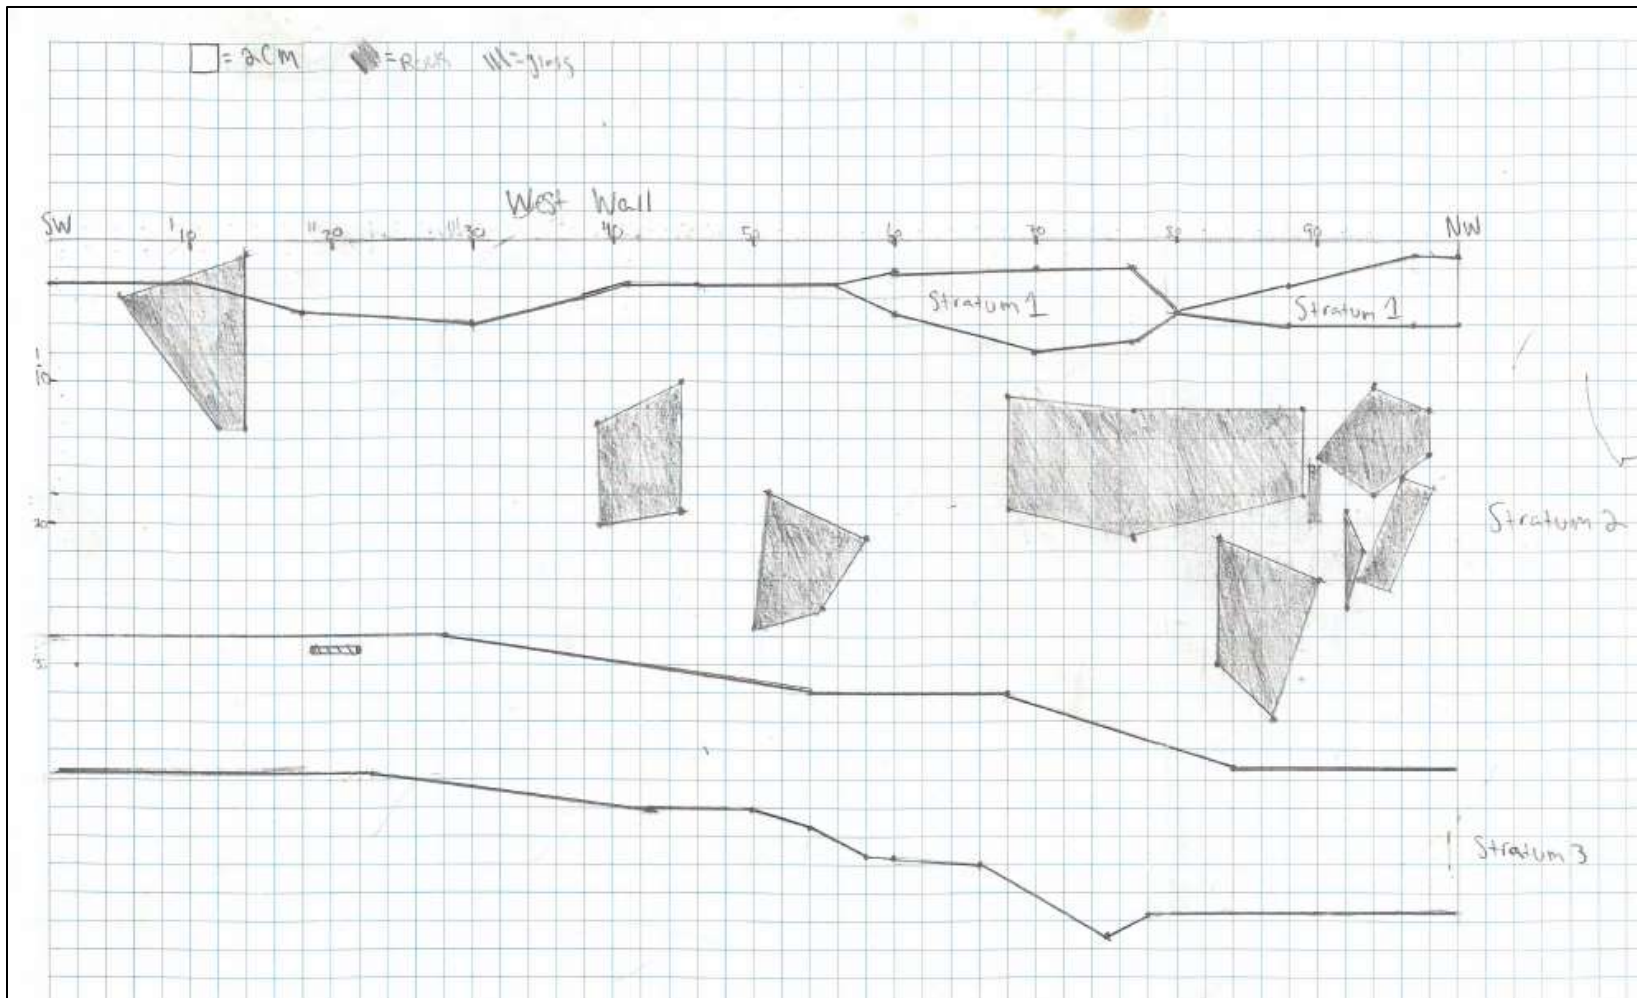 = 2cm = Rock = glass
West Wall
SW 10 20 30 40 50 60 70 80 90 NW
Stratum 1 Stratum 1
10
20
Stratum 2
Stratum 3